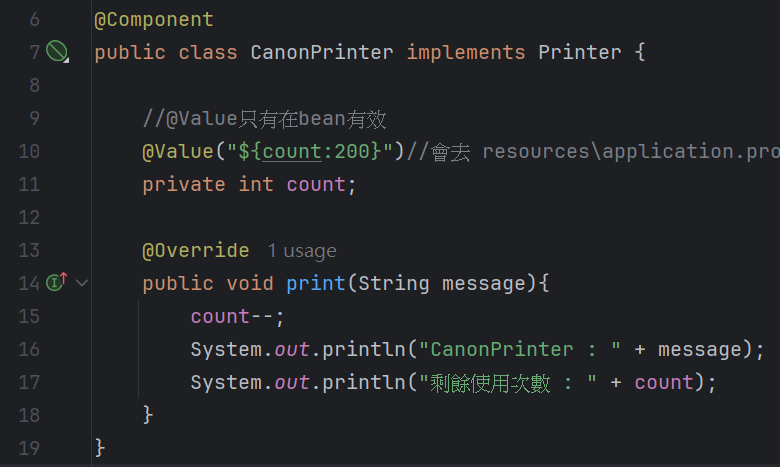 6 @Component
7 public class CanonPrinter implements Printer {
8
9 //@Value只有在bean有效
10 @Value("${count:200}")//會去 resources\application.pro
11 private int count;
12
13 @Override 1 usage
14 public void print(String message){
15 count--;
16 System.out.println("CanonPrinter : " + message);
17 System.out.println("剩餘使用次數 : " + count);
18 }
19 }